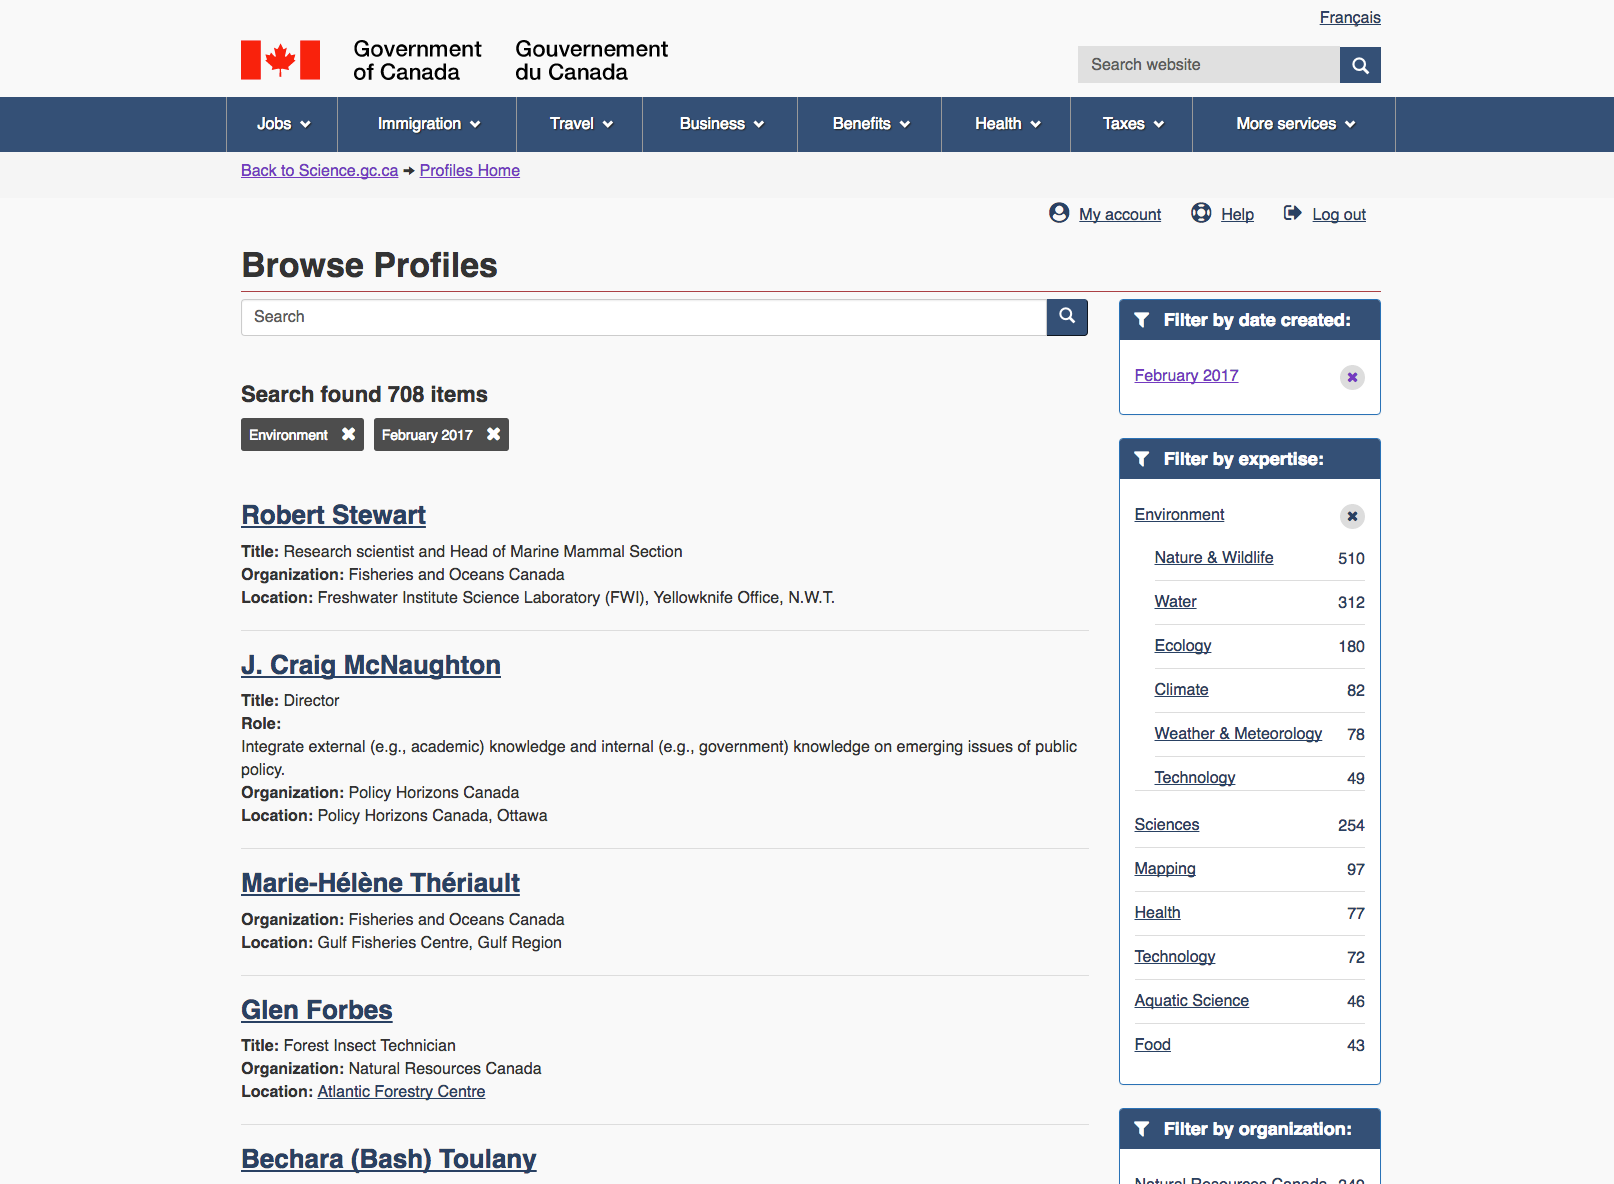 Français
Government of Canada
Gouvernement du Canada
Search website
Jobs Immigration Travel Business Benefits Health Taxes More services
Back to Science.gc.ca Profiles Home
My account Help Log out
Browse Profiles
Search
Search found 708 items
Environment February 2017
Robert Stewart
Title: Research scientist and Head of Marine Mammal Section
Organization: Fisheries and Oceans Canada
Location: Freshwater Institute Science Laboratory (FWI), Yellowknife Office, N.W.T.
J. Craig McNaughton
Title: Director
Role:
Integrate external (e.g., academic) knowledge and internal (e.g., government) knowledge on emerging issues of public
policy.
Organization: Policy Horizons Canada
Location: Policy Horizons Canada, Ottawa
Marie-Hélène Thériault
Organization: Fisheries and Oceans Canada
Location: Gulf Fisheries Centre, Gulf Region
Glen Forbes
Title: Forest Insect Technician
Organization: Natural Resources Canada
Location: Atlantic Forestry Centre
Bechara (Bash) Toulany
Filter by date created:
February 2017
Filter by expertise:
Environment
Nature & Wildlife 510
Water 312
Ecology 180
Climate 82
Weather & Meteorology 78
Technology 49
Sciences 254
Mapping 97
Health 77
Technology 72
Aquatic Science 46
Food 43
Filter by organization:
Natural Resources Canada